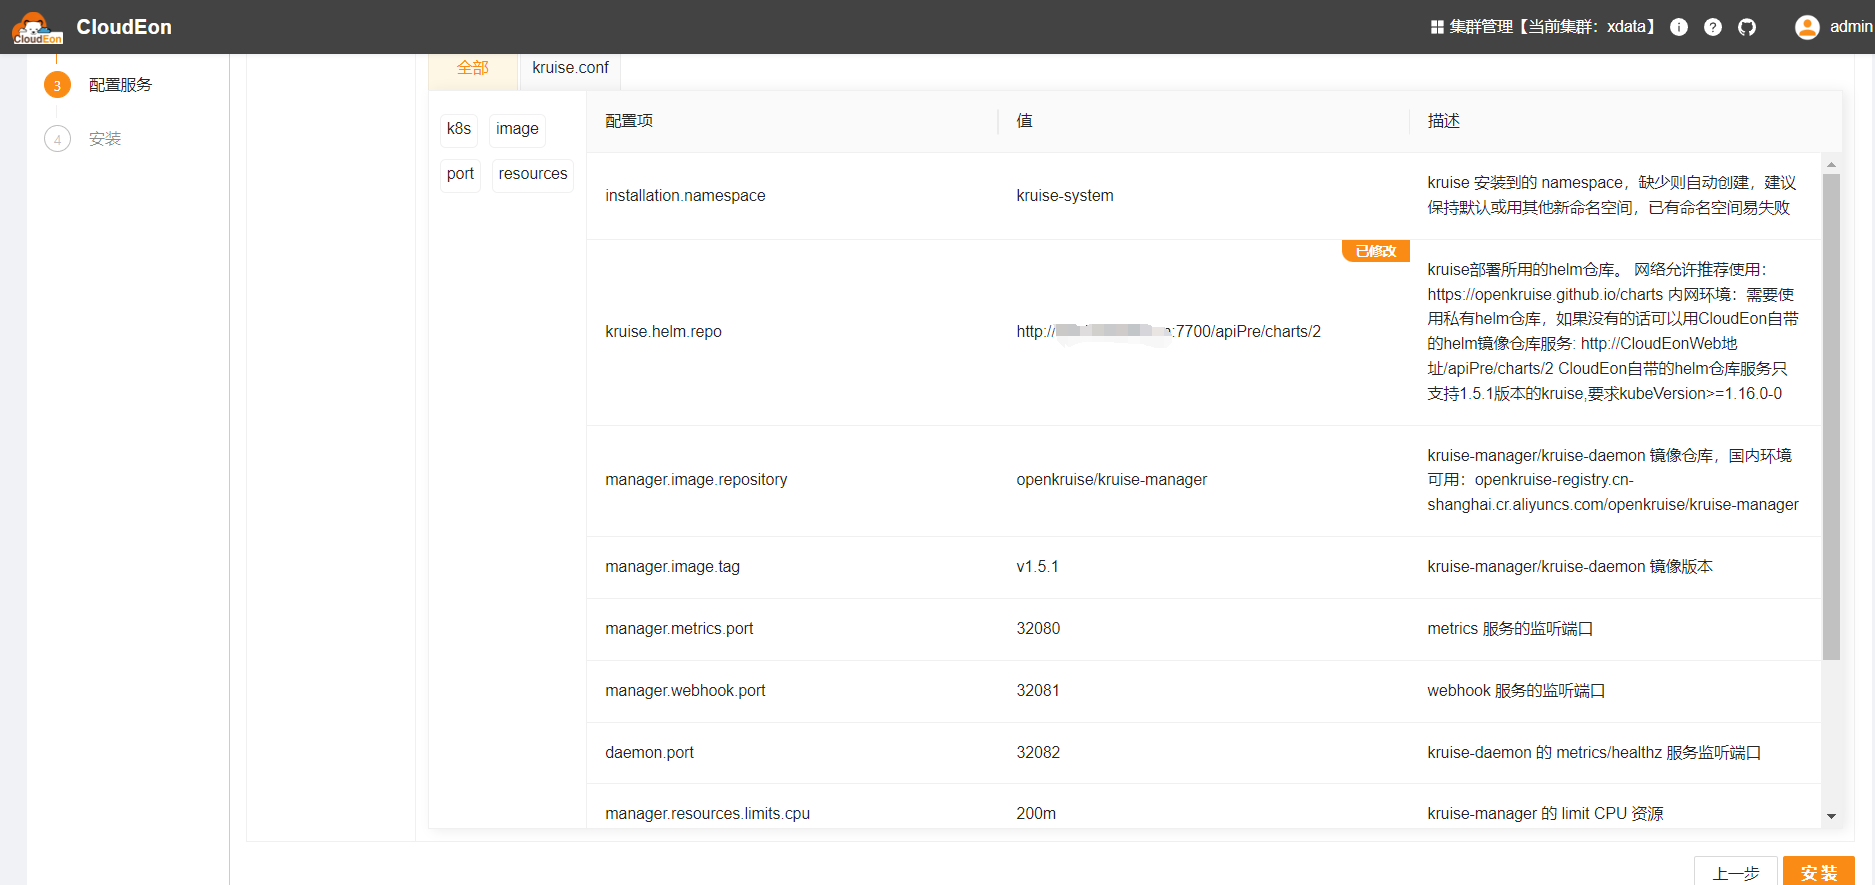 CloudEon
CloudEon
集群管理【当前集群：xdata】
admin
3
配置服务
4
安装
全部
kruise.conf
k8s
image
port
resources
配置项
值
描述
installation.namespace
kruise-system
kruise 安装到的 namespace，缺少则自动创建，建议
保持默认或用其他新命名空间，已有命名空间易失败
kruise.helm.repo
http://
:7700/apiPre/charts/2
已修改
kruise部署所用的helm仓库。 网络允许推荐使用：
https://openkruise.github.io/charts 内网环境：需要使
用私有helm仓库，如果没有的话可以用CloudEon自带
的helm镜像仓库服务: http://CloudEonWeb地
址/apiPre/charts/2 CloudEon自带的helm仓库服务只
支持1.5.1版本的kruise,要求kubeVersion>=1.16.0-0
manager.image.repository
openkruise/kruise-manager
kruise-manager/kruise-daemon 镜像仓库，国内环境
可用：openkruise-registry.cn-
shanghai.cr.aliyuncs.com/openkruise/kruise-manager
manager.image.tag
v1.5.1
kruise-manager/kruise-daemon 镜像版本
manager.metrics.port
32080
metrics 服务的监听端口
manager.webhook.port
32081
webhook 服务的监听端口
daemon.port
32082
kruise-daemon 的 metrics/healthz 服务监听端口
manager.resources.limits.cpu
200m
kruise-manager 的 limit CPU 资源
上一步
安装